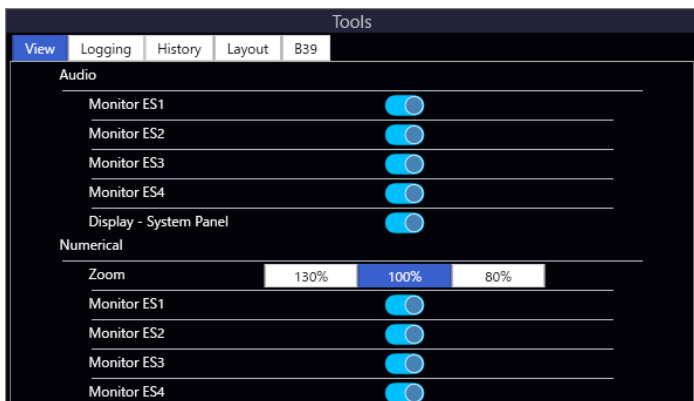 Tools
View Logging History Layout B39
Audio
Monitor ES1
Monitor ES2
Monitor ES3
Monitor ES4
Display - System Panel
Numerical
Zoom 130% 100% 80%
Monitor ES1
Monitor ES2
Monitor ES3
Monitor ES4